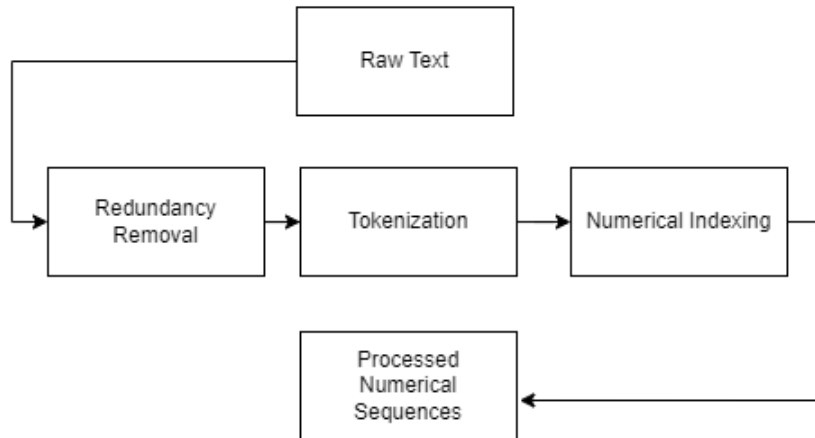 Raw Text
Redundancy
Removal
Tokenization
Numerical Indexing
Processed
Numerical
Sequences